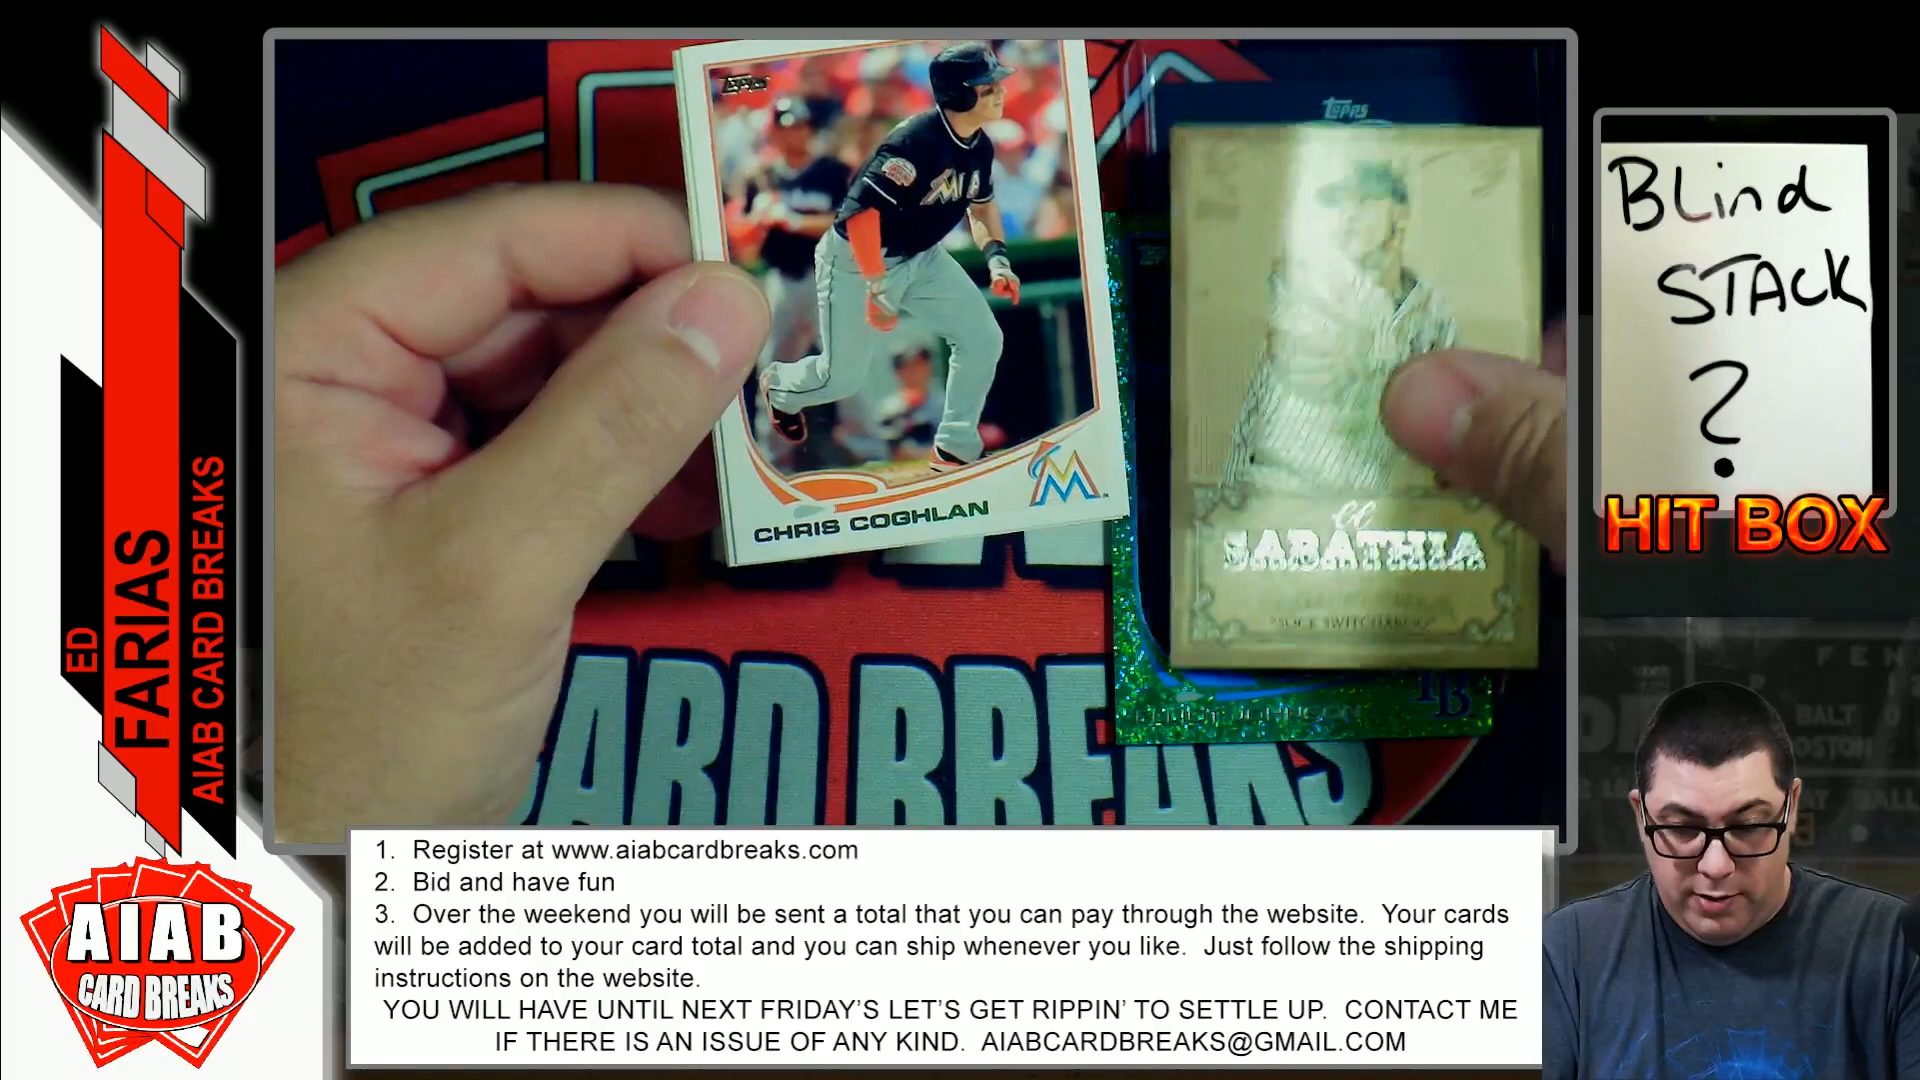 ED
FARIAS
AIAB CARD BREAKS
AIAB
CARD BREAKS
TOPPS
MIA
CHRIS COGHLAN
TOPPS
CC
SABATHIA
TB
CARD BREAKS
BLind
STACK
?
HIT BOX
1. Register at www.aiabcardbreaks.com
2. Bid and have fun
3. Over the weekend you will be sent a total that you can pay through the website. Your cards
will be added to your card total and you can ship whenever you like. Just follow the shipping
instructions on the website.
YOU WILL HAVE UNTIL NEXT FRIDAY'S LET'S GET RIPPIN' TO SETTLE UP. CONTACT ME
IF THERE IS AN ISSUE OF ANY KIND. AIABCARDBREAKS@GMAIL.COM